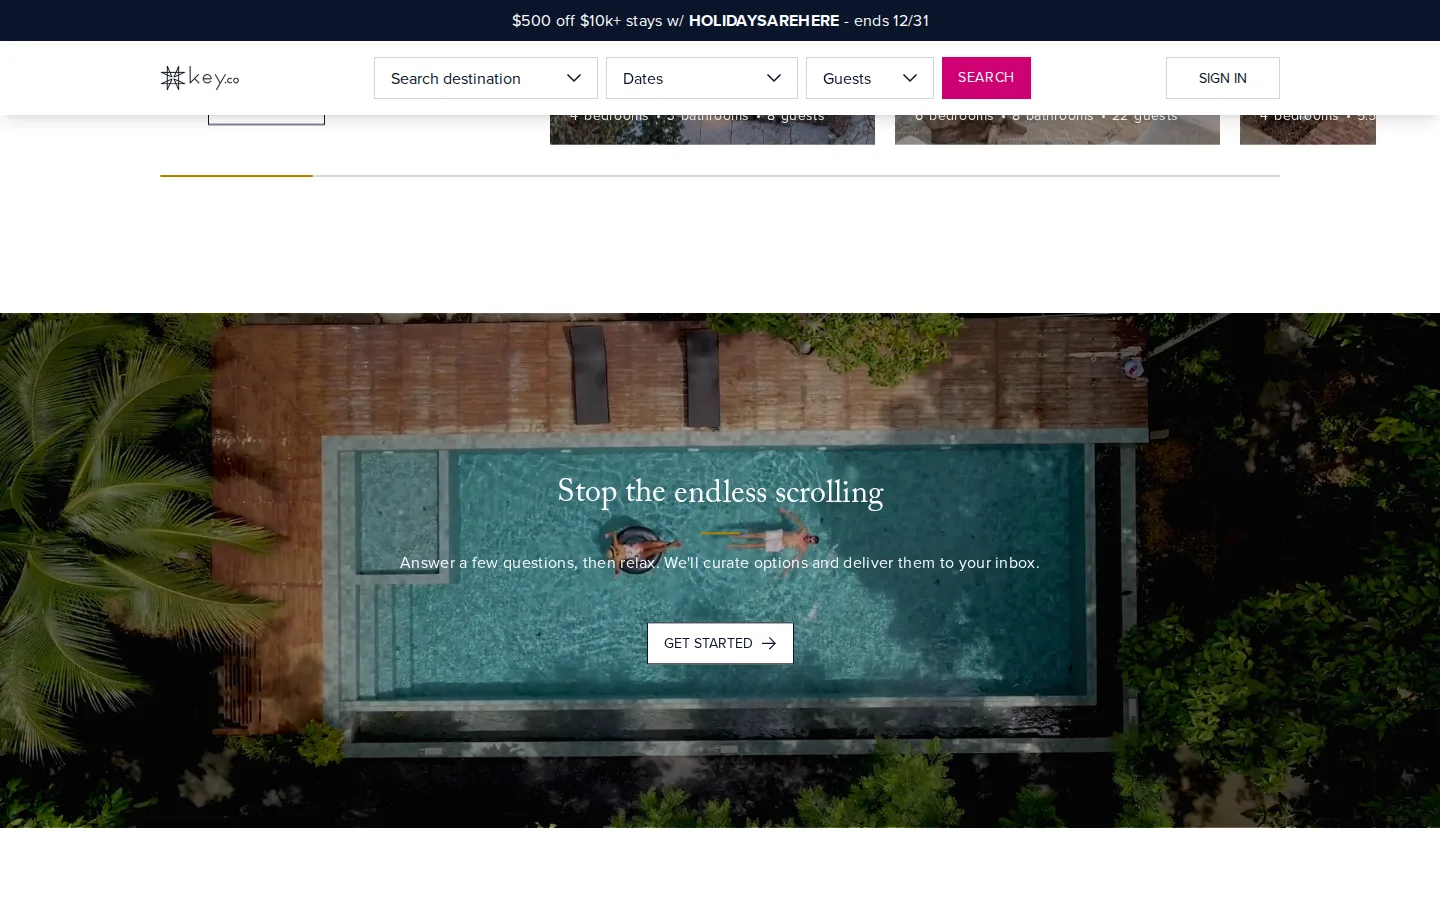 $500 off $10k+ stays w/ HOLIDAYSAREHERE - ends 12/31
key.co
Search destination
Dates
Guests
SEARCH
SIGN IN
4 bedrooms • 3 bathrooms • 8 guests
6 bedrooms • 8 bathrooms • 22 guests
4 bedrooms • 5.5
Stop the endless scrolling
Answer a few questions, then relax. We'll curate options and deliver them to your inbox.
GET STARTED